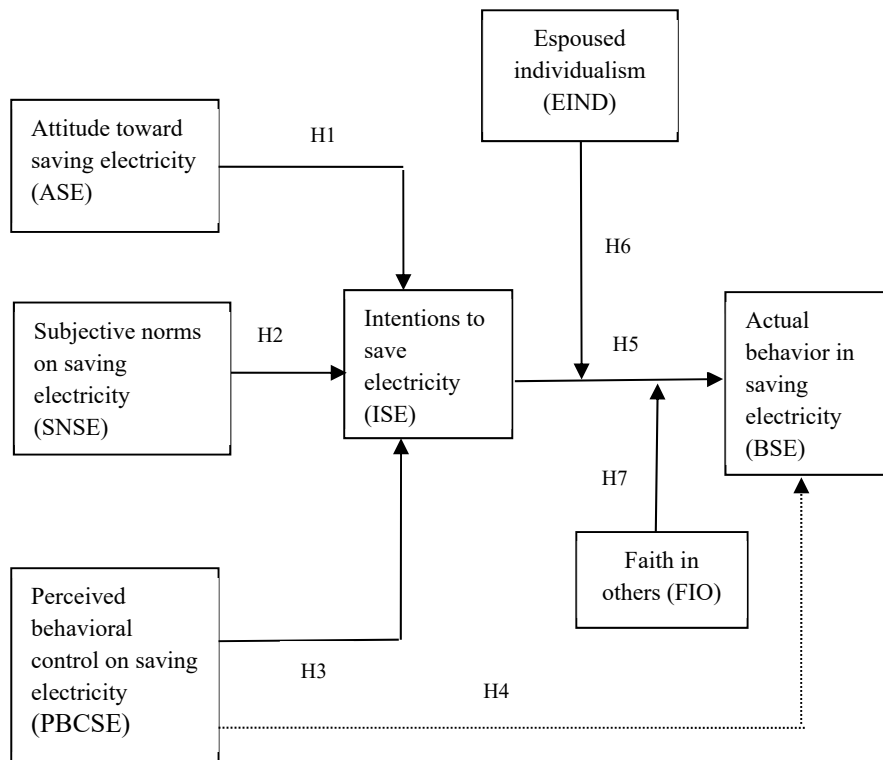 Espoused
individualism
(EIND)
Attitude toward
saving electricity
(ASE)
H1
H6
Subjective norms
on saving
electricity
(SNSE)
H2
Intentions to
save
electricity
(ISE)
H5
Actual
behavior in
saving
electricity
(BSE)
H7
Faith in
others (FIO)
Perceived
behavioral
control on saving
electricity
(PBCSE)
H3
H4